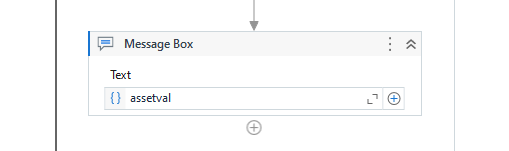 Message Box
Text
{ } assetval